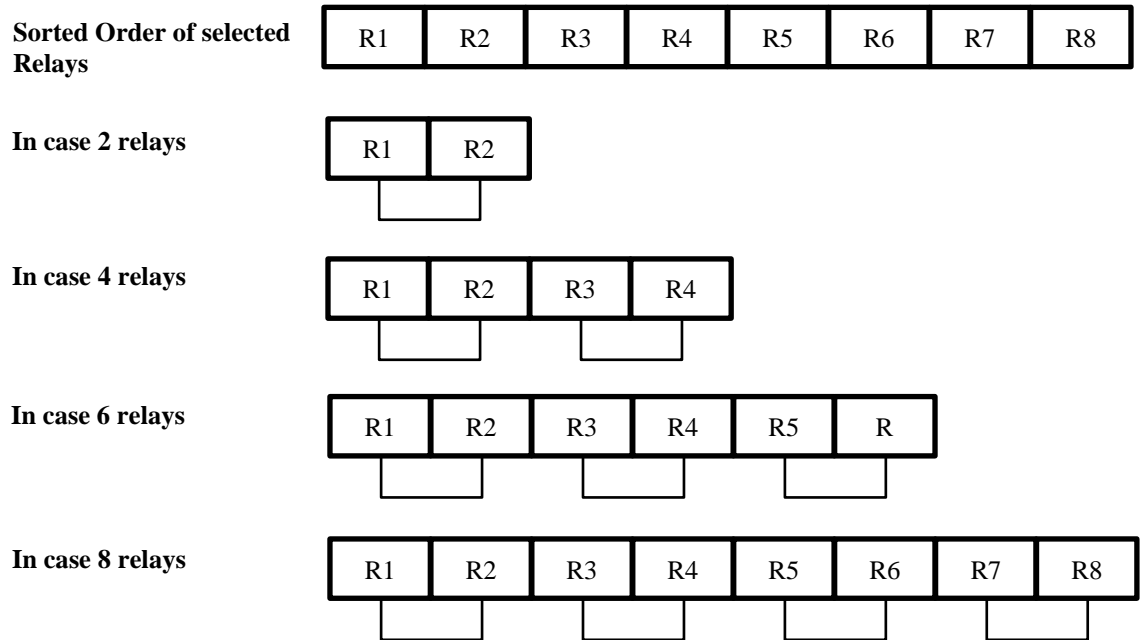 Sorted Order of selected
Relays
R1 R2 R3 R4 R5 R6 R7 R8
In case 2 relays
R1 R2
In case 4 relays
R1 R2 R3 R4
In case 6 relays
R1 R2 R3 R4 R5 R
In case 8 relays
R1 R2 R3 R4 R5 R6 R7 R8